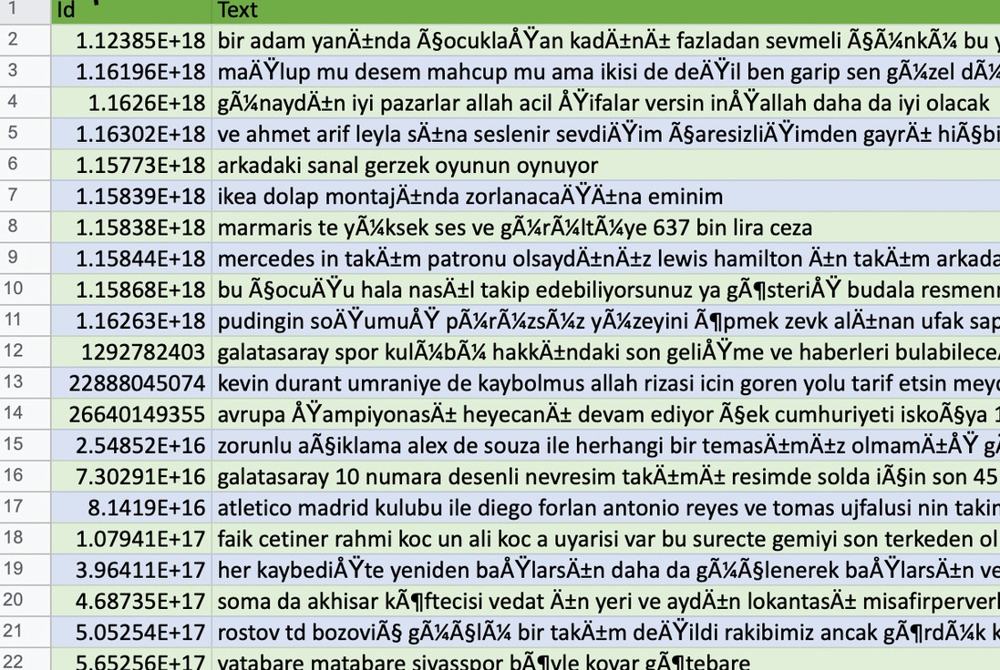 1 Id Text
2 1.12385E+18 bir adam yanÄ±nda Ã§ocuklaÅŸan kadÄ±nÄ± fazladan sevmeli Ã§Ã¼nkÃ¼ bu
3 1.16196E+18 maÄŸlup mu desem mahcup mu ama ikisi de deÄŸil ben garip sen gÃ¼zel
4 1.1626E+18 gÃ¼naydÄ±n iyi pazarlar allah acil ÅŸifalar versin inÅŸallah daha da iyi olacak
5 1.16302E+18 ve ahmet arif leyla sÄ±na seslenir sevdiÄŸim Ã§aresizliÄŸimden gayrÄ± hiÃ§bi
6 1.15773E+18 arkadaki sanal gerzek oyunun oynuyor
7 1.15839E+18 ikea dolap montajÄ±nda zorlanacaÄŸÄ±na eminim
8 1.15838E+18 marmaris te yÃ¼ksek ses ve gÃ¼rÃ¼ltÃ¼ye 637 bin lira ceza
9 1.15844E+18 mercedes in takÄ±m patronu olsaydÄ±nÄ±z lewis hamilton Ä±n takÄ±m arkada
10 1.15868E+18 bu Ã§ocuÄŸu hala nasÄ±l takip edebiliyorsunuz ya gÃ¶steriÅŸ budala resmen
11 1.16263E+18 pudingin soÄŸumuÅŸ pÃ¼rÃ¼zsÃ¼z yÃ¼zeyini Ã¶pmek zevk alÄ±nan ufak sap
12 1292782403 galatasaray spor kulÃ¼bÃ¼ hakkÄ±ndaki son geliÅŸme ve haberleri bulabilece
13 22888045074 kevin durant umraniye de kaybolmus allah rizasi icin goren yolu tarif etsin mey
14 26640149355 avrupa ÅŸampiyonasÄ± heyecanÄ± devam ediyor Ã§ek cumhuriyeti iskoÃ§ya 1
15 2.54852E+16 zorunlu aÃ§iklama alex de souza ile herhangi bir temasÄ±mÄ±z olmamÄ±ÅŸ
16 7.30291E+16 galatasaray 10 numara desenli nevresim takÄ±mÄ± resimde solda iÃ§in son 45
17 8.1419E+16 atletico madrid kulubu ile diego forlan antonio reyes ve tomas ujfalusi nin takim
18 1.07941E+17 faik cetiner rahmi koc un ali koc a uyarisi var bu surecte gemiyi son terkeden ol
19 3.96411E+17 her kaybediÅŸte yeniden baÅŸlarsÄ±n daha da gÃ¼Ã§lenerek baÅŸlarsÄ±n ve
20 4.68735E+17 soma da akhisar kÃ¶ftecisi vedat Ä±n yeri ve aydÄ±n lokantasÄ± misafirperver
21 5.05254E+17 rostov td bozoviÃ§ gÃ¼Ã§lÃ¼ bir takÄ±m deÄŸildi rakibimiz ancak gÃ¶rdÃ¼k
22 5.65256E+17 yatabare matabare sivasspor bÃ¶yle koyar gÃ¶tebare